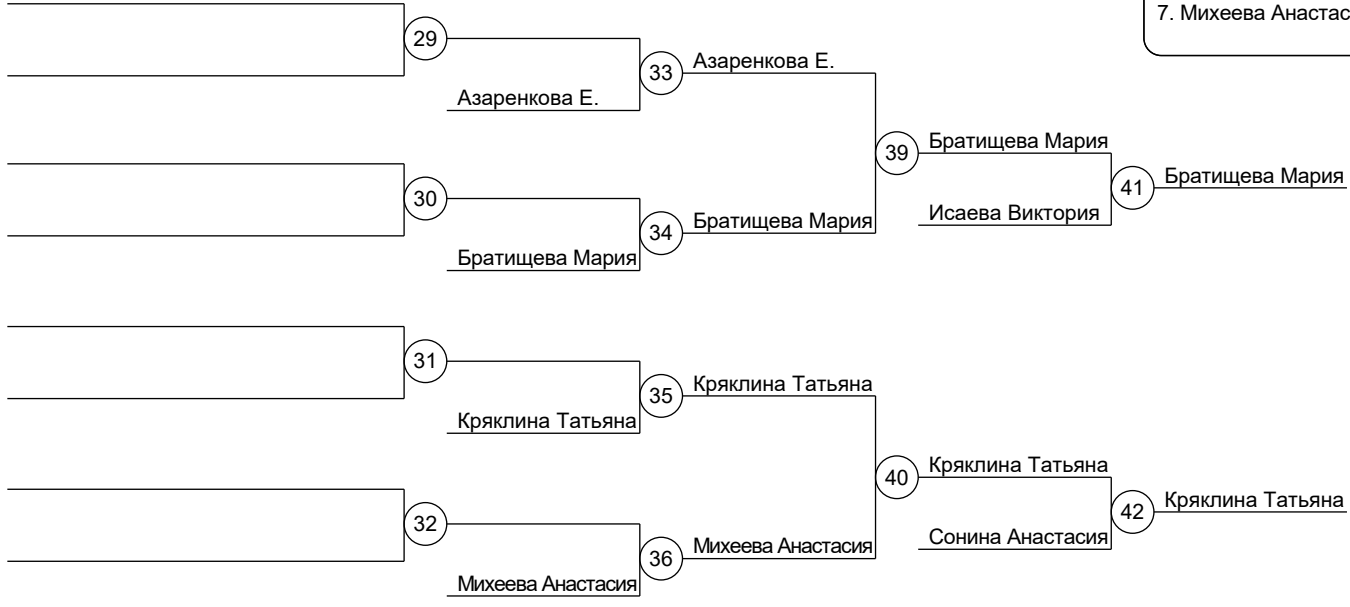 7. Михеева Анастас
29
33
Азаренкова Е.
Азаренкова Е.
39
Братищева Мария
41
Братищева Мария
30
34
Братищева Мария
Исаева Виктория
Братищева Мария
31
35
Кряклина Татьяна
Кряклина Татьяна
40
Кряклина Татьяна
42
Кряклина Татьяна
32
36
Михеева Анастасия
Сонина Анастасия
Михеева Анастасия